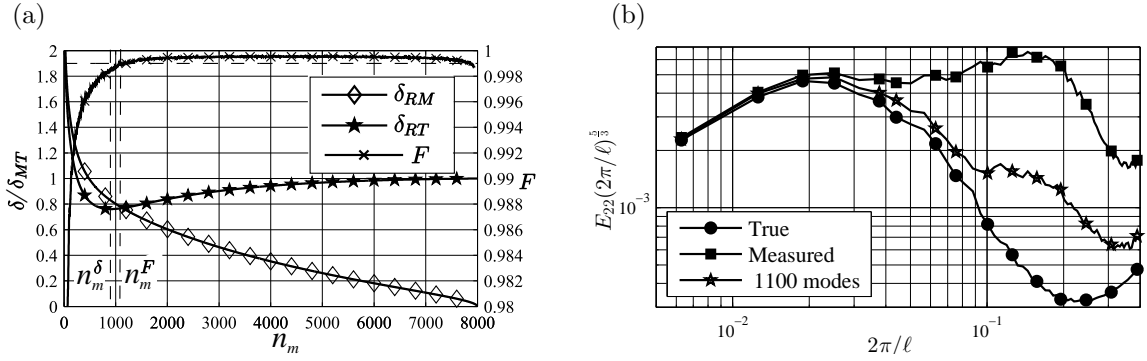 (a)
2
1.8
1.6
1.4
1.2
1
0.8
0.6
0.4
0.2
0
δ/δ_MT
1
0.998
0.996
0.994
0.992
0.990
0.988
0.986
0.984
0.982
0.98
F
δ_RM
δ_RT
F
n_m^δ
n_m^F
0 1000 2000 3000 4000 5000 6000 7000 8000
n_m
(b)
E_22(2π/ℓ)^{5/3}
10^−3
True
Measured
1100 modes
10^−2 10^−1
2π/ℓ